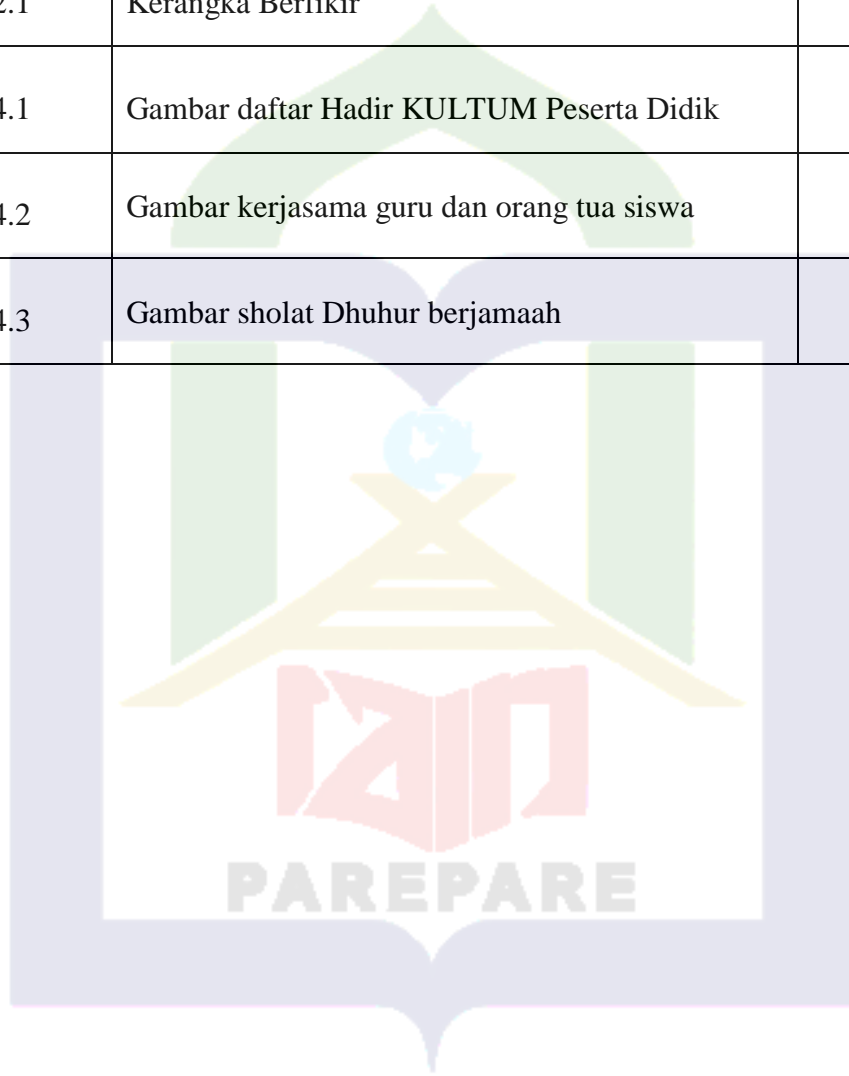 2.1 Kerangka Berfikir
4.1 Gambar daftar Hadir KULTUM Peserta Didik
4.2 Gambar kerjasama guru dan orang tua siswa
4.3 Gambar sholat Dhuhur berjamaah
iain
PAREPARE